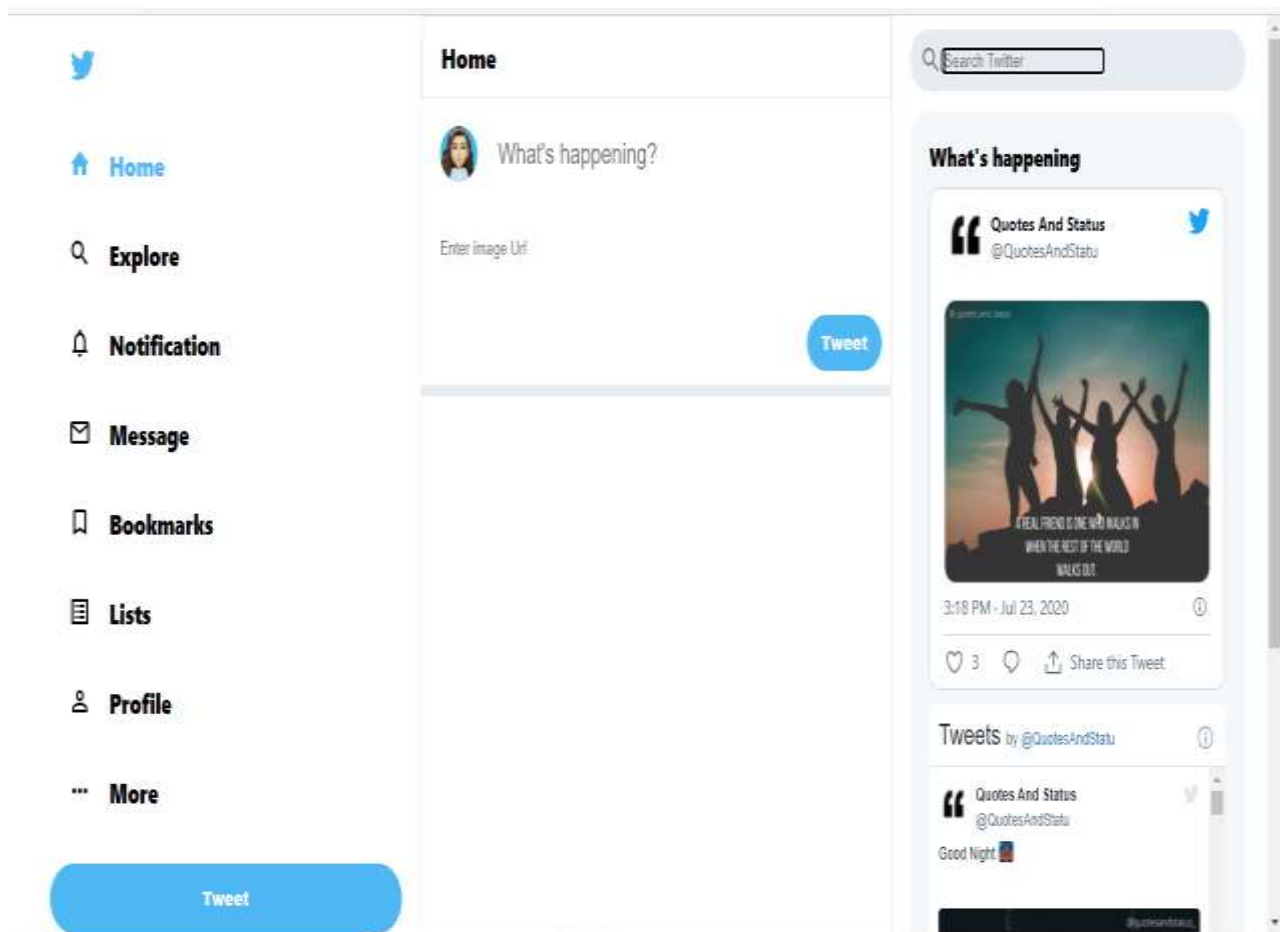 Home
Explore
Notification
Message
Bookmarks
Lists
Profile
More
Tweet
Home
What's happening?
Enter image Url
Tweet
Search Twitter
What's happening
Quotes And Status
@QuotesAndStatu
A REAL FRIEND IS ONE WHO WALKS IN
WHEN THE REST OF THE WORLD
WALKS OUT.
3:18 PM - Jul 23, 2020
3
Share this Tweet
Tweets by @QuotesAndStatu
Quotes And Status
@QuotesAndStatu
Good Night